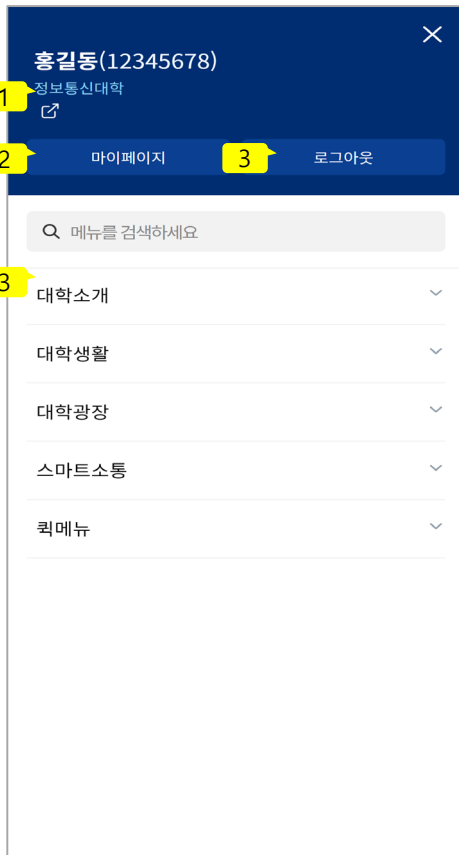 홍길동(12345678)
1 정보통신대학
2 마이페이지 3 로그아웃
메뉴를 검색하세요
3
대학소개
대학생활
대학광장
스마트소통
퀵메뉴